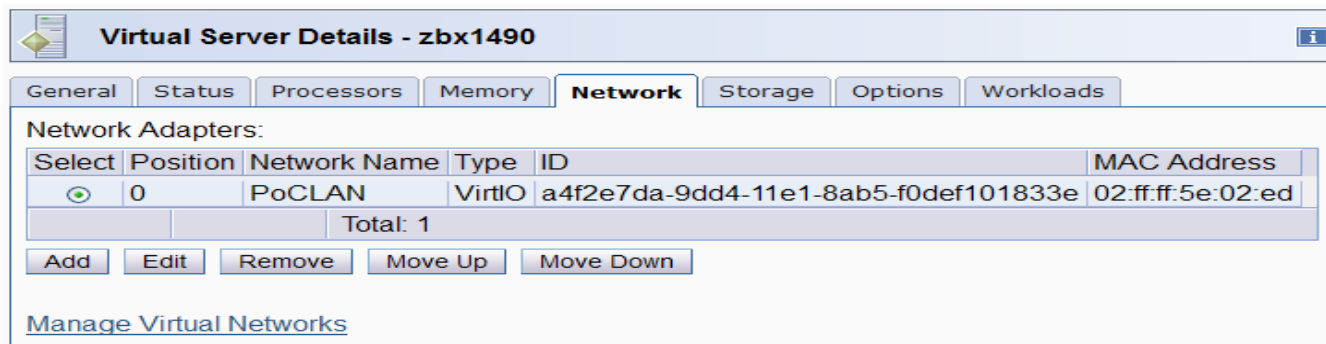 Virtual Server Details - zbx1490
i
General Status Processors Memory Network Storage Options Workloads
Network Adapters:
Select Position Network Name Type ID MAC Address
0 PoCLAN VirtIO a4f2e7da-9dd4-11e1-8ab5-f0def101833e 02:ff:ff:5e:02:ed
Total: 1
Add Edit Remove Move Up Move Down
Manage Virtual Networks